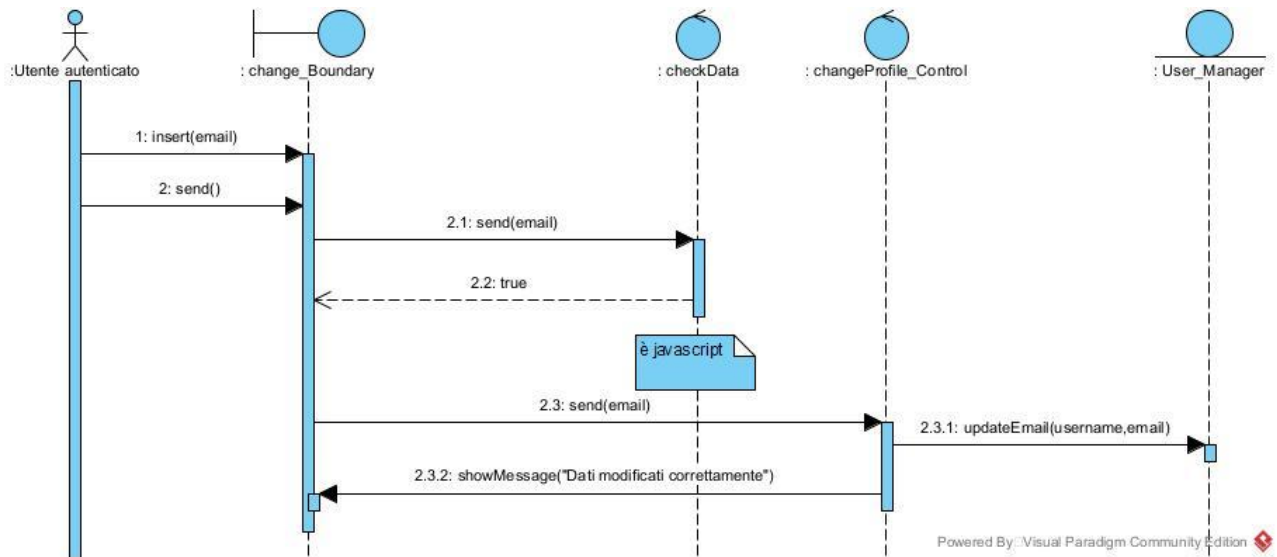 :Utente autenticato
: change_Boundary
: checkData
: changeProfile_Control
: User_Manager
1: insert(email)
2: send()
2.1: send(email)
2.2: true
è javascript
2.3: send(email)
2.3.1: updateEmail(username,email)
2.3.2: showMessage("Dati modificati correttamente")
Powered By Visual Paradigm Community Edition